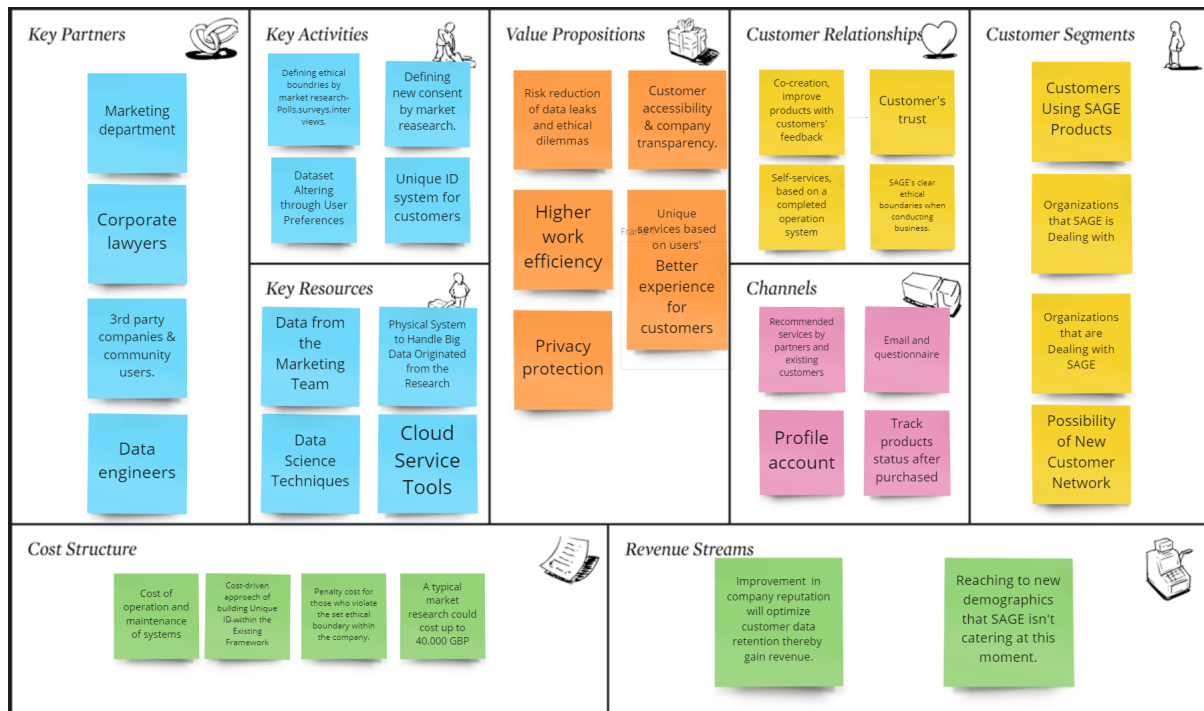 Key Partners
Marketing
department
Corporate
lawyers
3rd party
companies &
community
users.
Data
engineers
Key Activities
Defining ethical
boundries by
market research-
Polls,surveys,inter
views,
Defining
new consent
by market
reasearch.
Dataset
Altering
through User
Preferences
Unique ID
system for
customers
Key Resources
Data from
the
Marketing
Team
Physical System
to Handle Big
Data Originated
from the
Research
Data
Science
Techniques
Cloud
Service
Tools
Value Propositions
Risk reduction
of data leaks
and ethical
dilemmas
Customer
accessibility
& company
transparency.
Higher
work
efficiency
Unique
services based
on users'
Better
experience
for
customers
Privacy
protection
Customer Relationships
Co-creation,
improve
products with
customers'
feedback
Customer's
trust
Self-services,
based on a
completed
operation
system
SAGE's clear
ethical
boundaries when
conducting
business.
Channels
Recommended
services by
partners and
existing
customers
Email and
questionnaire
Profile
account
Track
products
status after
purchased
Customer Segments
Customers
Using SAGE
Products
Organizations
that SAGE is
Dealing with
Organizations
that are
Dealing with
SAGE
Possibility
of New
Customer
Network
Cost Structure
Cost of
operation and
maintenance
of systems
Cost-driven
approach of
building Unique
ID within the
Existing
Framework
Penalty cost for
those who violate
the set ethical
boundary within
the company.
A typical
market
research could
cost up to
40.000 GBP
Revenue Streams
Improvement in
company reputation
will optimize
customer data
retention thereby
gain revenue.
Reaching to new
demographics
that SAGE isn't
catering at this
moment.